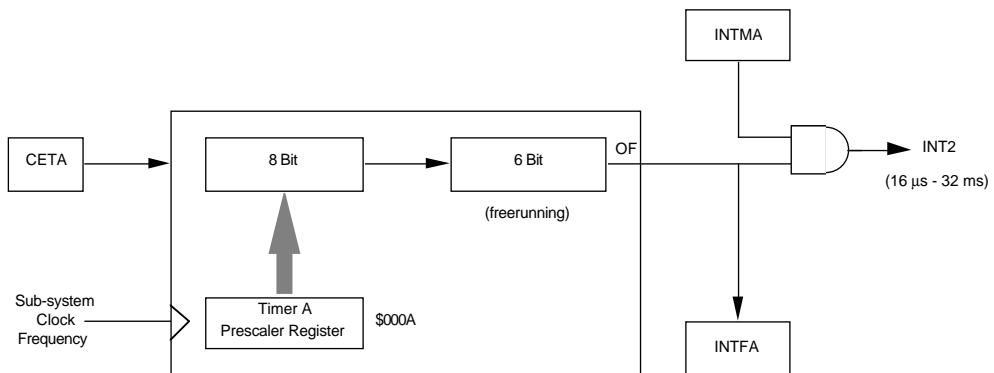 INTMA
CETA
8 Bit
6 Bit
OF
INT2
(16 µs - 32 ms)
(freerunning)
Sub-system
Clock
Frequency
Timer A
Prescaler Register
$000A
INTFA